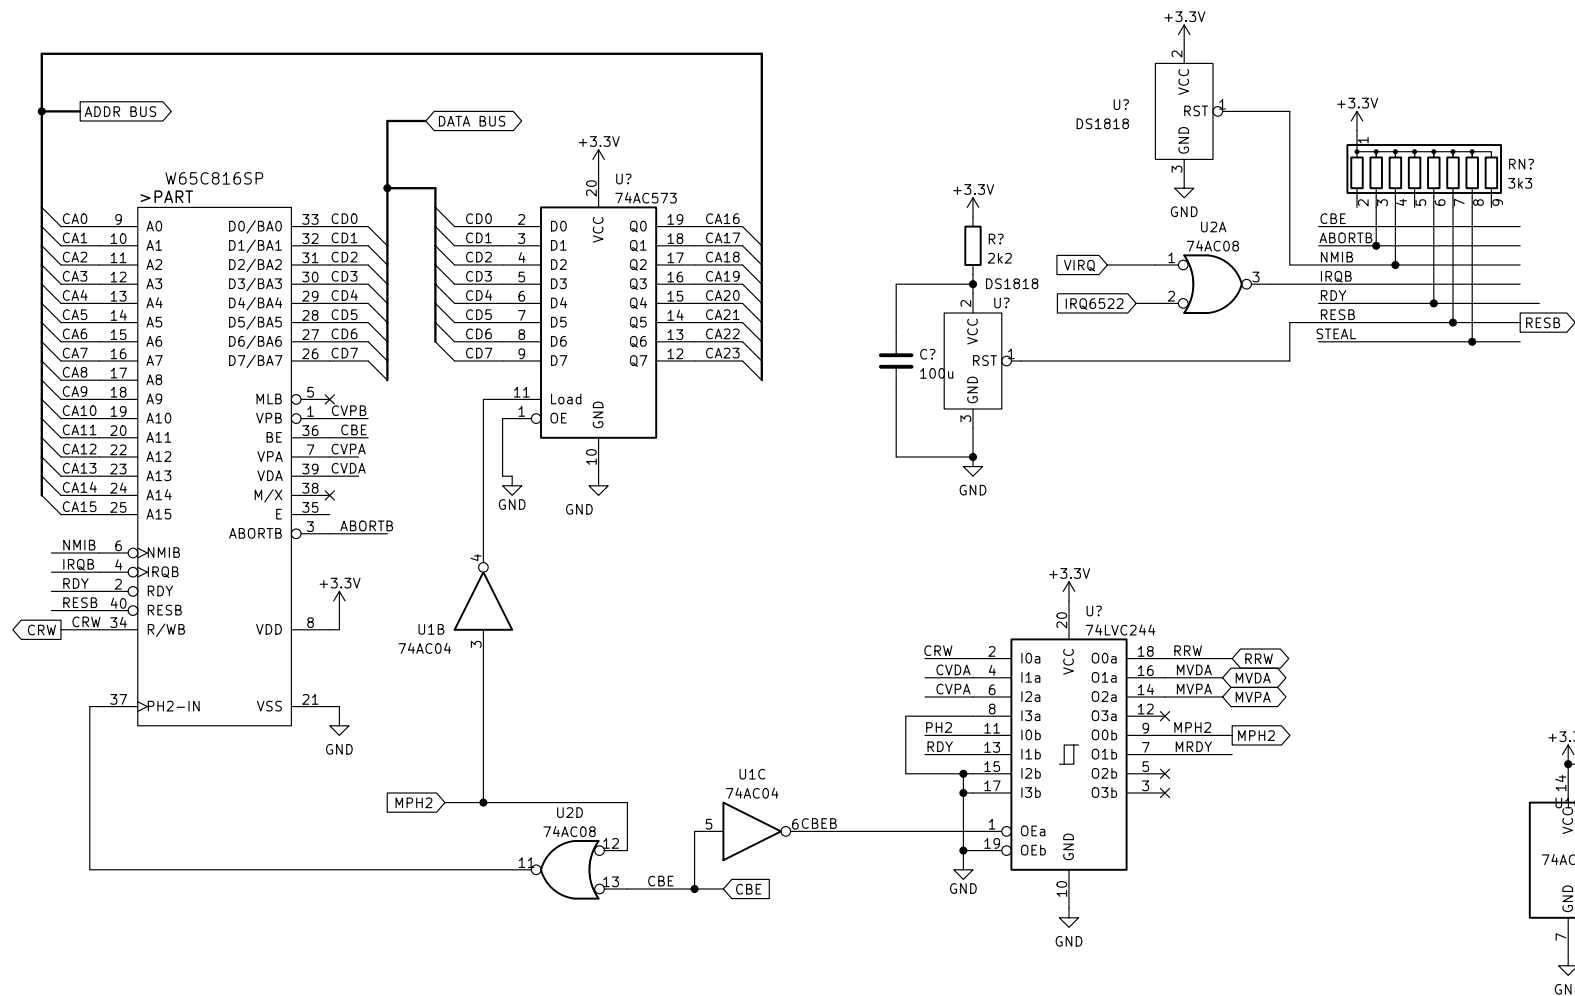 +3.3V
2
VCC
U?
DS1818
RST
1
GND
3
GND
ADDR BUS
DATA BUS
+3.3V
1
RN?
3k3
2 3 4 5 6 7 8 9
CBE
ABORTB
NMIB
IRQB
RDY
RESB
STEAL
RESB
W65C816SP
>PART
CA0 9 A0 D0/BA0 33 CD0
CA1 10 A1 D1/BA1 32 CD1
CA2 11 A2 D2/BA2 31 CD2
CA3 12 A3 D3/BA3 30 CD3
CA4 13 A4 D4/BA4 29 CD4
CA5 14 A5 D5/BA5 28 CD5
CA6 15 A6 D6/BA6 27 CD6
CA7 16 A7 D7/BA7 26 CD7
CA8 17 A8
CA9 18 A9 MLB 5
CA10 19 A10 VPB 1 CVPB
CA11 20 A11 BE 36 CBE
CA12 22 A12 VPA 7 CVPA
CA13 23 A13 VDA 39 CVDA
CA14 24 A14 M/X 38
CA15 25 A15 E 35
ABORTB 3 ABORTB
NMIB 6 NMIB
IRQB 4 IRQB
RDY 2 RDY
RESB 40 RESB
CRW CRW 34 R/WB VDD 8
+3.3V
37 PH2-IN VSS 21
GND
+3.3V
20
U?
74AC573
VCC
CD0 2 D0 Q0 19 CA16
CD1 3 D1 Q1 18 CA17
CD2 4 D2 Q2 17 CA18
CD3 5 D3 Q3 16 CA19
CD4 6 D4 Q4 15 CA20
CD5 7 D5 Q5 14 CA21
CD6 8 D6 Q6 13 CA22
CD7 9 D7 Q7 12 CA23
11 Load
1 OE
GND
10
GND
GND
+3.3V
R?
2k2
DS1818
U?
2
VCC
RST
1
GND
3
C?
100u
GND
U2A
74AC08
VIRQ 1
IRQ6522 2
3
4
U1B
74AC04
3
MPH2
U2D
74AC08
12
11
13 CBE CBE
U1C
74AC04
5
6 CBEB
+3.3V
20
U?
74LVC244
VCC
CRW 2 I0a O0a 18 RRW RRW
CVDA 4 I1a O1a 16 MVDA MVDA
CVPA 6 I2a O2a 14 MVPA MVPA
8 I3a O3a 12
PH2 11 I0b O0b 9 MPH2 MPH2
RDY 13 I1b O1b 7 MRDY
15 I2b O2b 5
17 I3b O3b 3
1 OEa
19 OEb
GND
10
GND
GND
14
GND
7